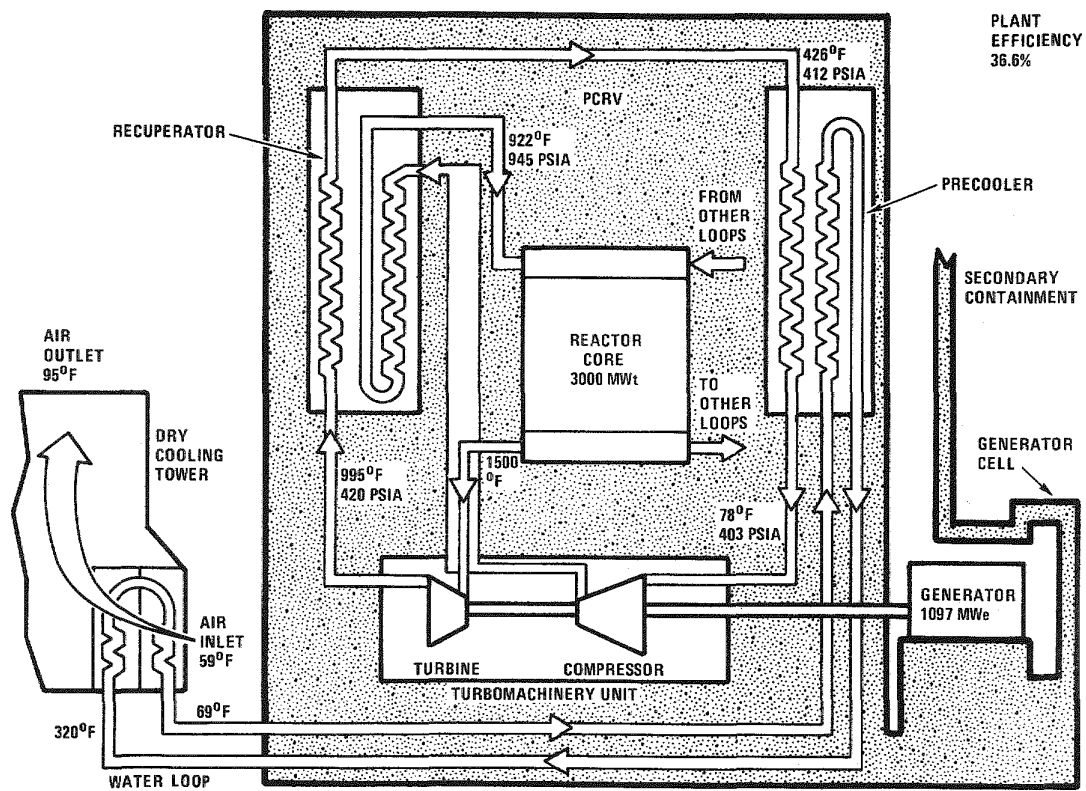 PLANT
EFFICIENCY
36.6%
426°F
412 PSIA
PCRV
RECUPERATOR
922°F
945 PSIA
PRECOOLER
FROM
OTHER
LOOPS
SECONDARY
CONTAINMENT
REACTOR
CORE
3000 MWt
AIR
OUTLET
95°F
TO
OTHER
LOOPS
DRY
COOLING
TOWER
GENERATOR
CELL
1500
°F
995°F
420 PSIA
78°F
403 PSIA
GENERATOR
1097 MWe
AIR
INLET
59°F
TURBINE
COMPRESSOR
TURBOMACHINERY UNIT
69°F
320°F
WATER LOOP